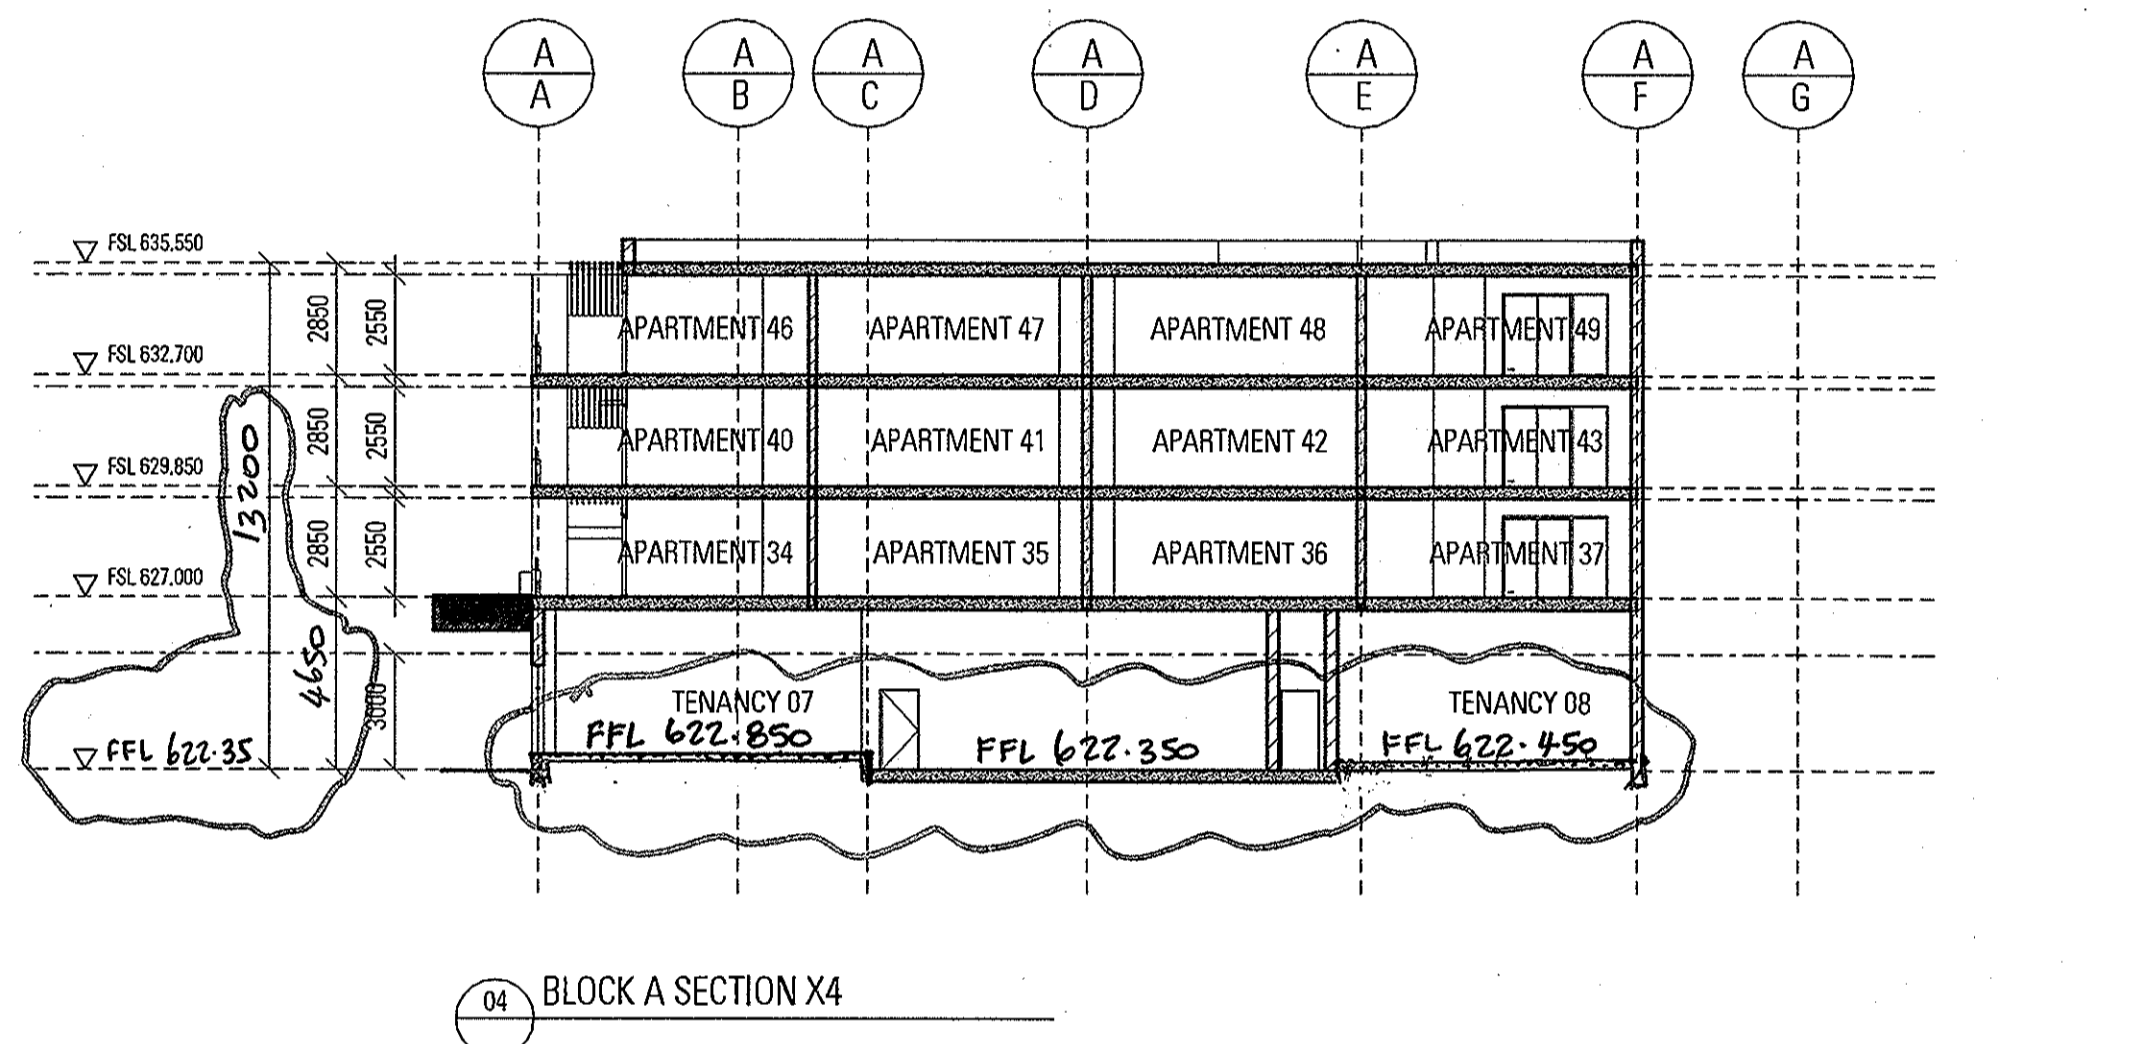 A A A A A A A
A B C D E F G
FSL 635.550
2850 2550
APARTMENT 46 APARTMENT 47 APARTMENT 48 APARTMENT 49
FSL 632.700
13200 2850 2550
APARTMENT 40 APARTMENT 41 APARTMENT 42 APARTMENT 43
FSL 629.850
2850 2550
APARTMENT 34 APARTMENT 35 APARTMENT 36 APARTMENT 37
FSL 627.000
4650 3000
TENANCY 07 TENANCY 08
FFL 622.35 FFL 622.850 FFL 622.350 FFL 622.450
04 BLOCK A SECTION X4